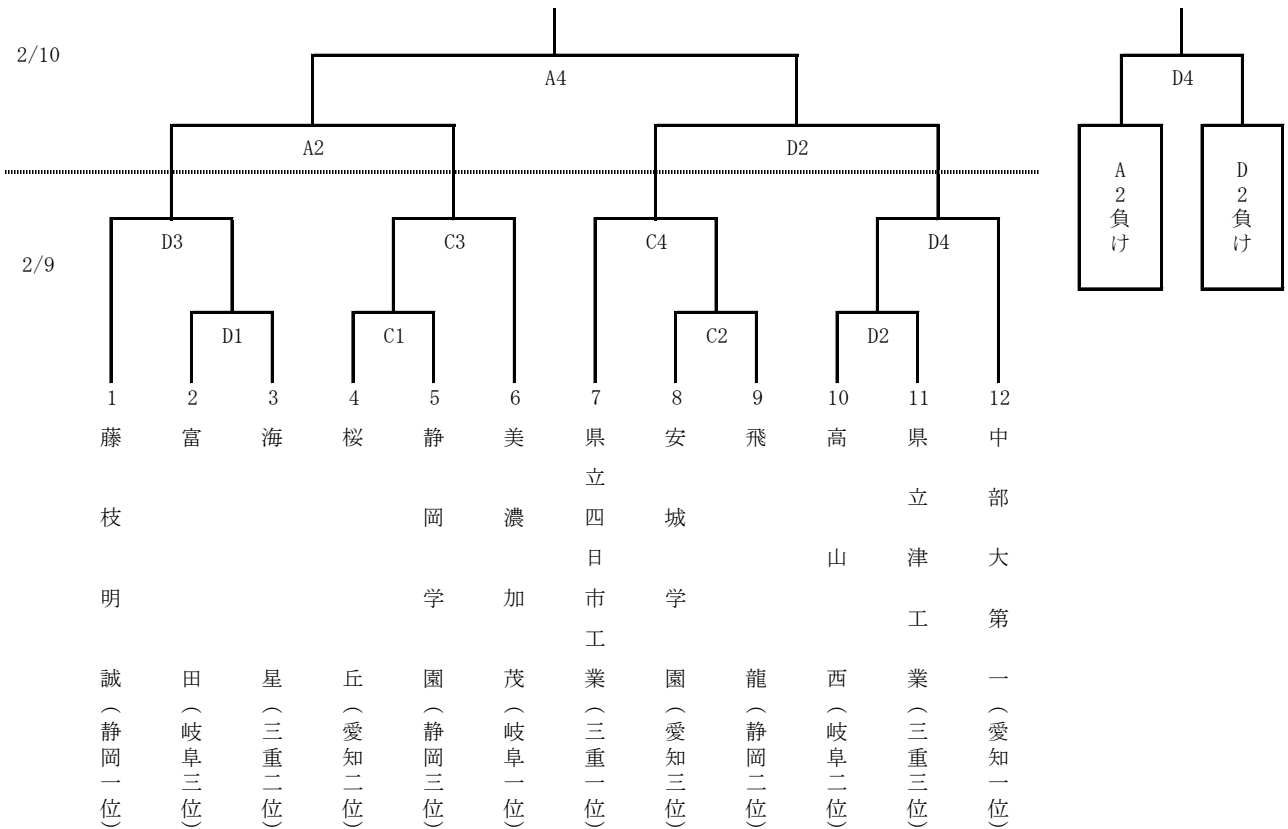 2/10
A4
D4
A2
D2
A2負け
D2負け
2/9
D3
C3
C4
D4
D1
C1
C2
D2
1
2
3
4
5
6
7
8
9
10
11
12
藤枝明誠(静岡一位)
富田(岐阜三位)
海星(三重二位)
桜丘(愛知二位)
静岡学園(静岡三位)
美濃加茂(岐阜一位)
県立四日市工業(三重一位)
安城学園(愛知三位)
飛龍(静岡二位)
高山西(岐阜二位)
県立津工業(三重三位)
中部大第一(愛知一位)